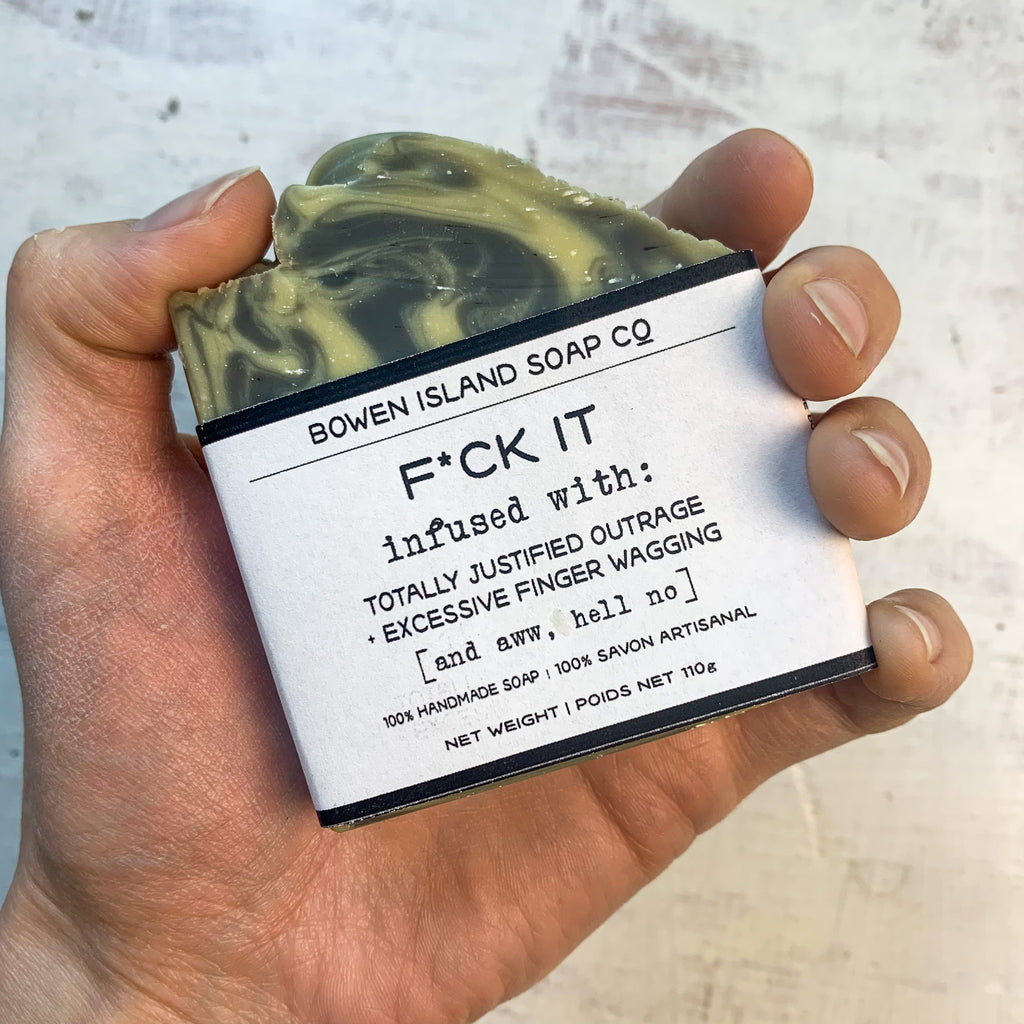 BOWEN ISLAND SOAP CO
F*CK IT
infused with:
TOTALLY JUSTIFIED OUTRAGE
+ EXCESSIVE FINGER WAGGING
[and aww, hell no]
100% HANDMADE SOAP | 100% SAVON ARTISANAL
NET WEIGHT | POIDS NET 110g